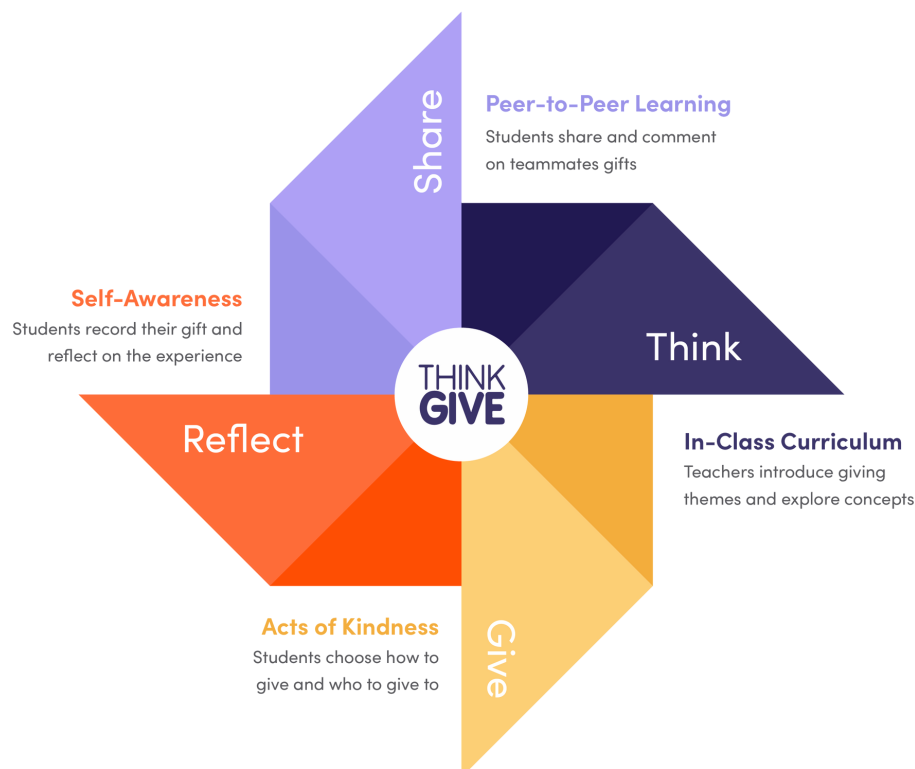 Share
Peer-to-Peer Learning
Students share and comment
on teammates gifts
Think
In-Class Curriculum
Teachers introduce giving
themes and explore concepts
Give
Acts of Kindness
Students choose how to
give and who to give to
Reflect
Self-Awareness
Students record their gift and
reflect on the experience
THINK
GIVE